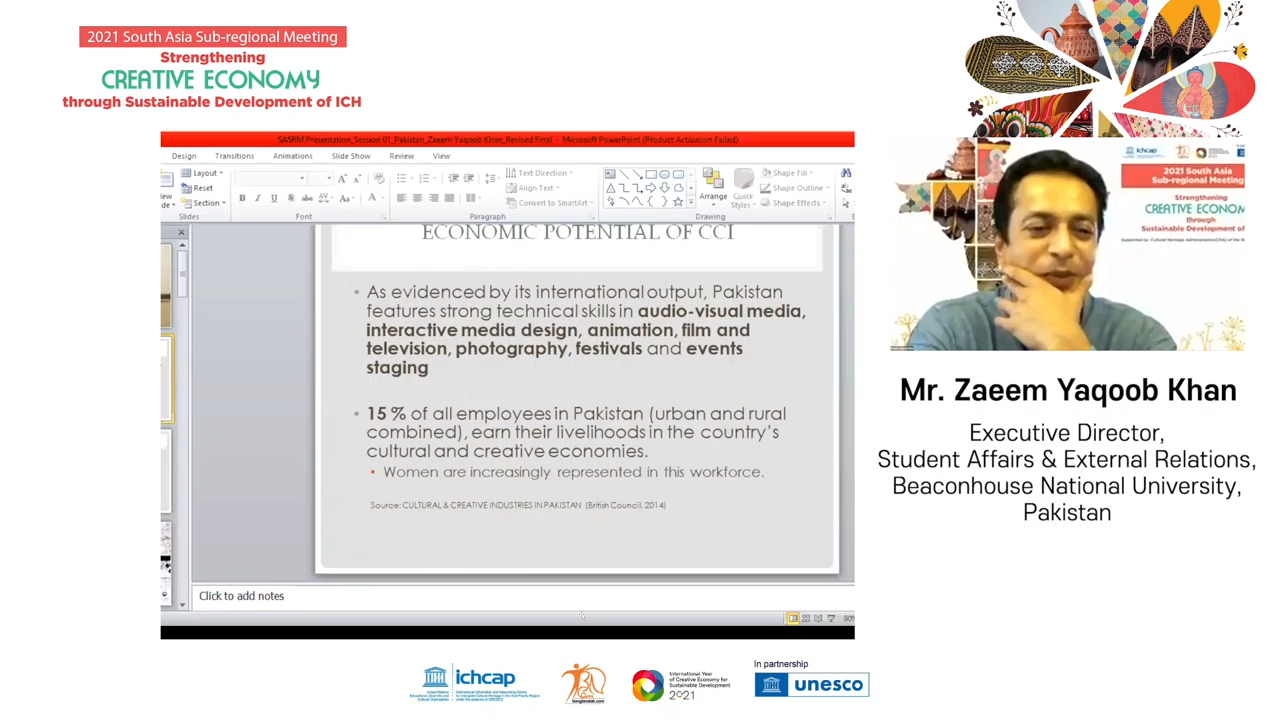 2021 South Asia Sub-regional Meeting
Strengthening
CREATIVE ECONOMY
through Sustainable Development of ICH
SASRM Presentation_Session 01_Pakistan_Zaeem Yaqoob Khan_Revised Final - Microsoft PowerPoint (Product Activation Failed)
Design Transitions Animations Slide Show Review View
Layout
Reset
Section
Slides
Font
Text Direction
Align Text
Convert to SmartArt
Paragraph
Arrange
Quick
Styles
Shape Fill
Shape Outline
Shape Effects
Drawing
ECONOMIC POTENTIAL OF CCI
• As evidenced by its international output, Pakistan
features strong technical skills in audio-visual media,
interactive media design, animation, film and
television, photography, festivals and events
staging
• 15 % of all employees in Pakistan (urban and rural
combined), earn their livelihoods in the country's
cultural and creative economies.
• Women are increasingly represented in this workforce.
Source: CULTURAL & CREATIVE INDUSTRIES IN PAKISTAN (British Council, 2014)
Click to add notes
80%
2021 South Asia
Sub-regional Meeting
Strengthening
CREATIVE ECONOM
through
Sustainable Development of
Mr. Zaeem Yaqoob Khan
Executive Director,
Student Affairs & External Relations,
Beaconhouse National University,
Pakistan
ichcap
banglanatak.com
International Year
of Creative Economy for
Sustainable Development
2021
In partnership
unesco